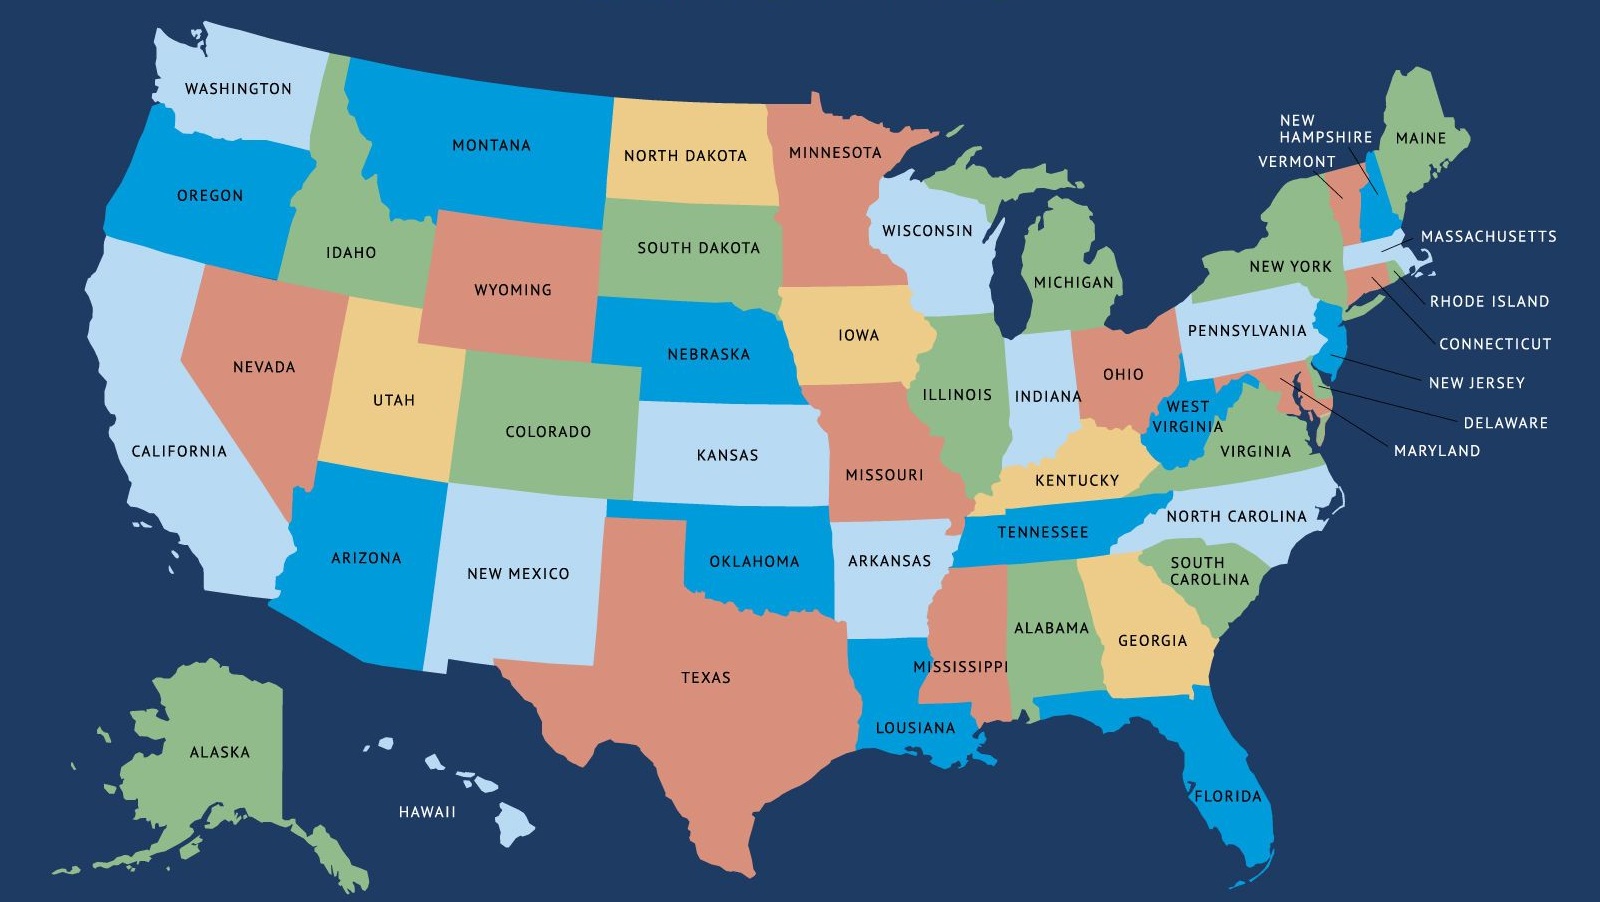 WASHINGTON
OREGON
IDAHO
MONTANA
WYOMING
NORTH DAKOTA
SOUTH DAKOTA
MINNESOTA
WISCONSIN
MICHIGAN
NEW
HAMPSHIRE
VERMONT
MAINE
NEW YORK
MASSACHUSETTS
RHODE ISLAND
CONNECTICUT
NEW JERSEY
DELAWARE
MARYLAND
PENNSYLVANIA
NEVADA
UTAH
COLORADO
NEBRASKA
IOWA
ILLINOIS
INDIANA
OHIO
WEST
VIRGINIA
VIRGINIA
CALIFORNIA
KANSAS
MISSOURI
KENTUCKY
ARIZONA
NEW MEXICO
OKLAHOMA
ARKANSAS
TENNESSEE
NORTH CAROLINA
SOUTH
CAROLINA
TEXAS
LOUSIANA
MISSISSIPPI
ALABAMA
GEORGIA
FLORIDA
ALASKA
HAWAII